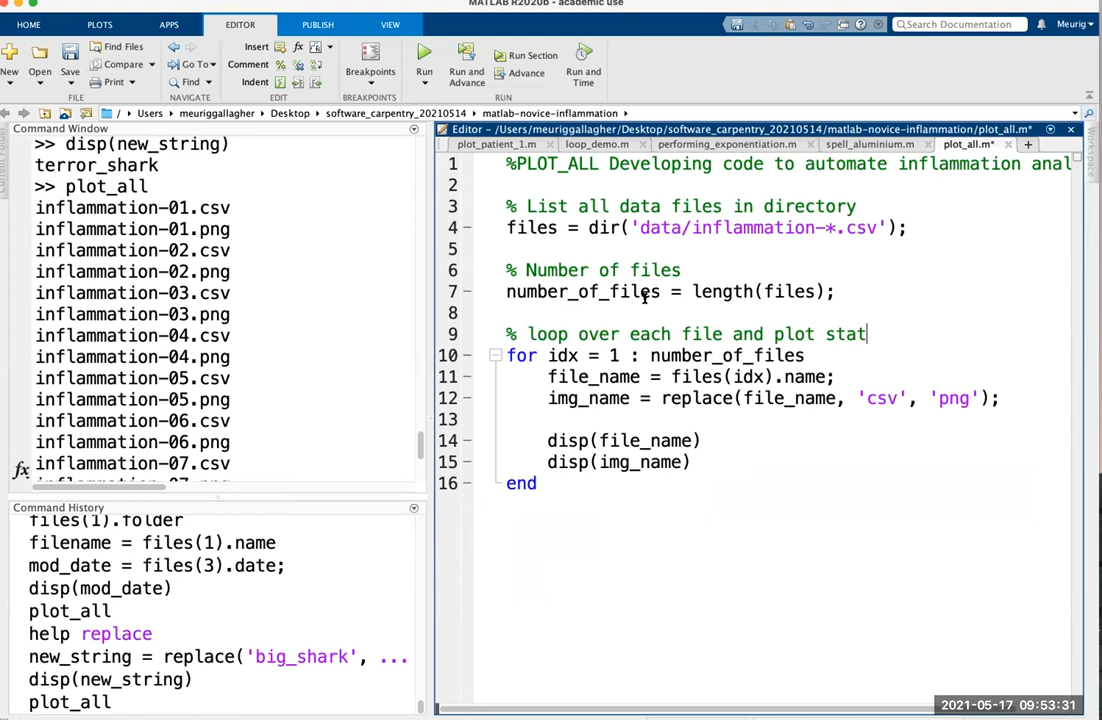 MATLAB R2020b - academic use
HOME PLOTS APPS EDITOR PUBLISH VIEW
Search Documentation Meurig
New Open Save Find Files Compare Print Go To Find Insert fx Comment % Indent Breakpoints Run Run and Advance Run Section Advance Run and Time
FILE NAVIGATE EDIT BREAKPOINTS RUN
/ Users meuriggallagher Desktop software_carpentry_20210514 matlab-novice-inflammation
Command Window
>> disp(new_string)
terror_shark
>> plot_all
inflammation-01.csv
inflammation-01.png
inflammation-02.csv
inflammation-02.png
inflammation-03.csv
inflammation-03.png
inflammation-04.csv
inflammation-04.png
inflammation-05.csv
inflammation-05.png
inflammation-06.csv
inflammation-06.png
inflammation-07.csv
fx
Command History
files(1).folder
filename = files(1).name
mod_date = files(3).date;
disp(mod_date)
plot_all
help replace
new_string = replace('big_shark', ...
disp(new_string)
plot_all
Editor - /Users/meuriggallagher/Desktop/software_carpentry_20210514/matlab-novice-inflammation/plot_all.m*
plot_patient_1.m loop_demo.m performing_exponentiation.m spell_aluminium.m plot_all.m*
1 %PLOT_ALL Developing code to automate inflammation anal
2
3 % List all data files in directory
4 files = dir('data/inflammation-*.csv');
5
6 % Number of files
7 number_of_files = length(files);
8
9 % loop over each file and plot stat
10 for idx = 1 : number_of_files
11 file_name = files(idx).name;
12 img_name = replace(file_name, 'csv', 'png');
13
14 disp(file_name)
15 disp(img_name)
16 end
Workspace
2021-05-17 09:53:31